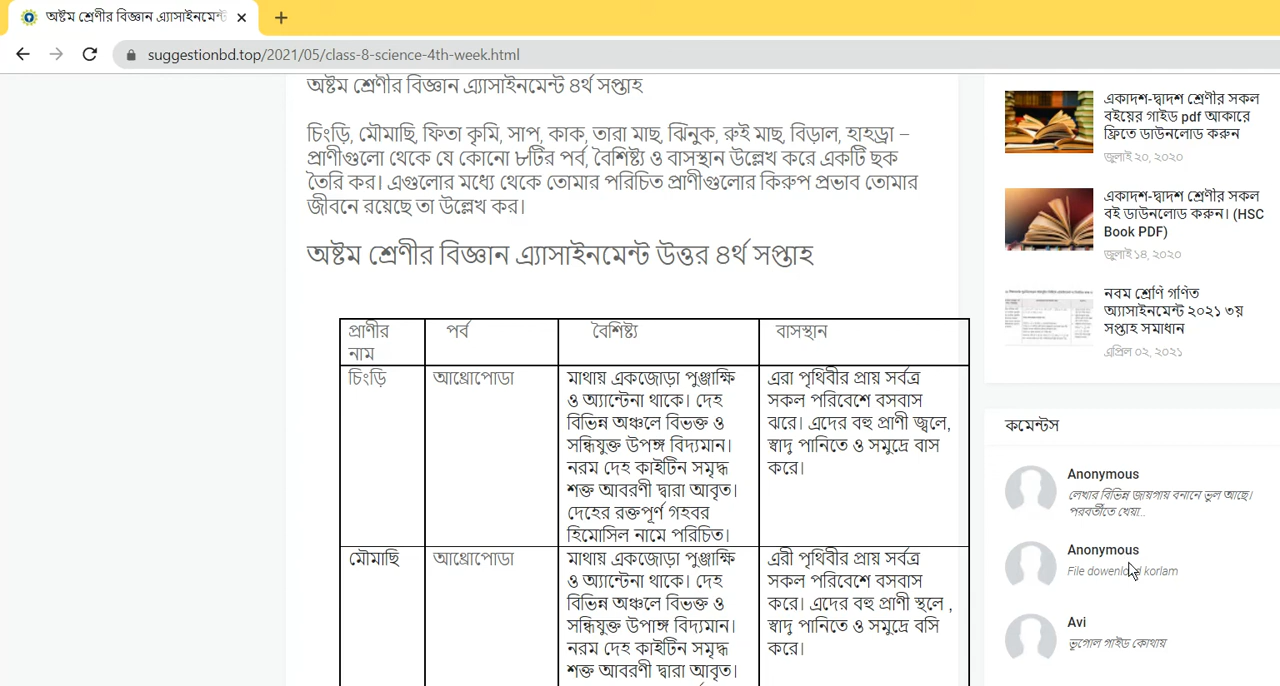 অষ্টম শ্রেণীর বিজ্ঞান এ্যাসাইনমেন্ট
suggestionbd.top/2021/05/class-8-science-4th-week.html
অষ্টম শ্রেণীর বিজ্ঞান এ্যাসাইনমেন্ট ৪র্থ সপ্তাহ
চিংড়ি, মৌমাছি, ফিতা কৃমি, সাপ, কাক, তারা মাছ, ঝিনুক, রুই মাছ, বিড়াল, হাহড্রা –
প্রাণীগুলো থেকে যে কোনো ৮টির পর্ব, বৈশিষ্ট্য ও বাসস্থান উল্লেখ করে একটি ছক
তৈরি কর। এগুলোর মধ্যে থেকে তোমার পরিচিত প্রাণীগুলোর কিরুপ প্রভাব তোমার
জীবনে রয়েছে তা উল্লেখ কর।
অষ্টম শ্রেণীর বিজ্ঞান এ্যাসাইনমেন্ট উত্তর ৪র্থ সপ্তাহ
প্রাণীর
নাম
পর্ব
বৈশিষ্ট্য
বাসস্থান
চিংড়ি
আথ্রোপোডা
মাথায় একজোড়া পুঞ্জাক্ষি
ও অ্যান্টেনা থাকে। দেহ
বিভিন্ন অঞ্চলে বিভক্ত ও
সন্ধিযুক্ত উপঙ্গ বিদ্যমান।
নরম দেহ কাইটিন সমৃদ্ধ
শক্ত আবরণী দ্বারা আবৃত।
দেহের রক্তপূর্ণ গহবর
হিমোসিল নামে পরিচিত।
এরা পৃথিবীর প্রায় সর্বত্র
সকল পরিবেশে বসবাস
ঝরে। এদের বহু প্রাণী জ্বলে,
স্বাদু পানিতে ও সমুদ্রে বাস
করে।
মৌমাছি
আথ্রোপোডা
মাথায় একজোড়া পুঞ্জাক্ষি
ও অ্যান্টেনা থাকে। দেহ
বিভিন্ন অঞ্চলে বিভক্ত ও
সন্ধিযুক্ত উপাঙ্গ বিদ্যমান।
নরম দেহ কাইটিন সমৃদ্ধ
শক্ত আবরণী দ্বারা আবৃত।
এরী পৃথিবীর প্রায় সর্বত্র
সকল পরিবেশে বসবাস
করে। এদের বহু প্রাণী স্থলে ,
স্বাদু পানিতে ও সমুদ্রে বসি
করে।
একাদশ-দ্বাদশ শ্রেণীর সকল
বইয়ের গাইড pdf আকারে
ফ্রিতে ডাউনলোড করুন
জুলাই ২০, ২০২০
একাদশ-দ্বাদশ শ্রেণীর সকল
বই ডাউনলোড করুন। (HSC
Book PDF)
জুলাই ১৪, ২০২০
নবম শ্রেণি গণিত
অ্যাসাইনমেন্ট ২০২১ ৩য়
সপ্তাহ সমাধান
এপ্রিল ০২, ২০২১
কমেন্টস
Anonymous
লেখার বিভিন্ন জায়গায় বনানে ভুল আছে।
পরবর্তীতে খেয়া...
Anonymous
File dowenload korlam
Avi
ভূগোল গাইড কোথায়